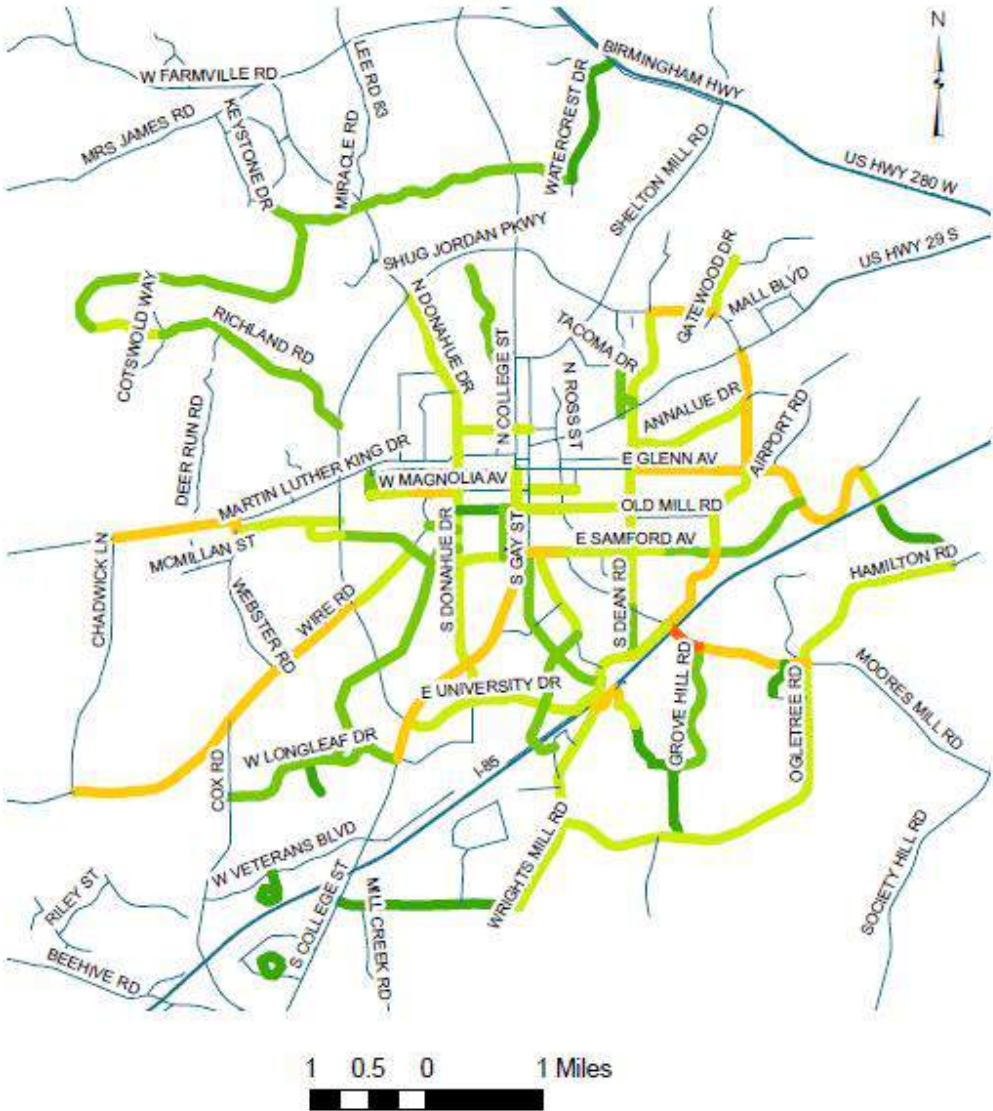 N
BIRMINGHAM HWY
W FARMVILLE RD
LEE RD 83
WATERCREST DR
KEYSTONE DR
MRS JAMES RD
MIRACLE RD
SHELTON MILL RD
US HWY 280 W
SHUG JORDAN PKWY
US HWY 29 S
GATEWOOD DR
COTSWOLD WAY
N DONAHUE DR
MALL BLVD
RICHLAND RD
TACOMA DR
N COLLEGE ST
N ROSS ST
DEER RUN RD
ANNALUE DR
AIRPORT RD
MARTIN LUTHER KING DR
E GLENN AV
W MAGNOLIA AV
OLD MILL RD
MCMILLAN ST
S GAY ST
E SAMFORD AV
CHADWICK LN
S DONAHUE DR
HAMILTON RD
WEBSTER RD
WIRE RD
S DEAN RD
E UNIVERSITY DR
GROVE HILL RD
OGLETREE RD
MOORES MILL RD
W LONGLEAF DR
COX RD
I-85
W VETERANS BLVD
WRIGHTS MILL RD
SOCIETY HILL RD
RILEY ST
S COLLEGE ST
MILL CREEK RD
BEEHIVE RD
1 0.5 0 1 Miles